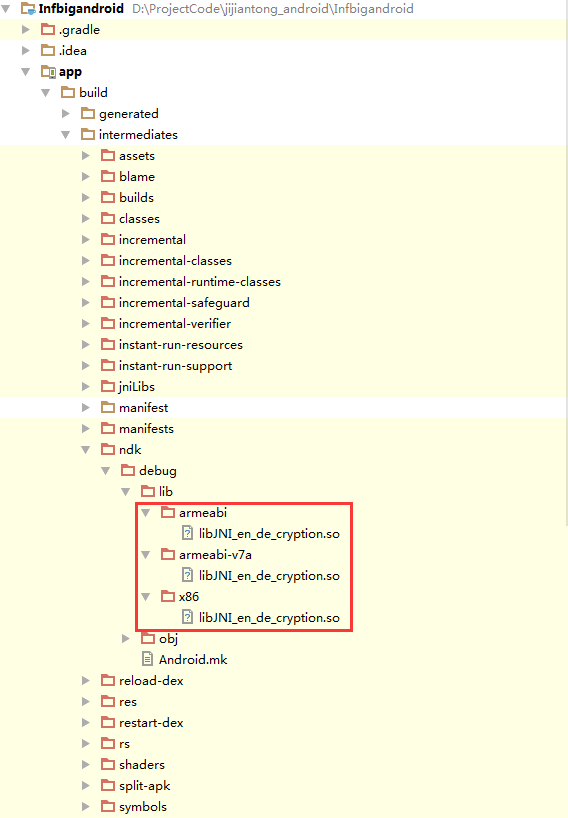 Infbigandroid D:\ProjectCode\jijiantong_android\Infbigandroid
.gradle
.idea
app
build
generated
intermediates
assets
blame
builds
classes
incremental
incremental-classes
incremental-runtime-classes
incremental-safeguard
incremental-verifier
instant-run-resources
instant-run-support
jniLibs
manifest
manifests
ndk
debug
lib
armeabi
libJNI_en_de_cryption.so
armeabi-v7a
libJNI_en_de_cryption.so
x86
libJNI_en_de_cryption.so
obj
Android.mk
reload-dex
res
restart-dex
rs
shaders
split-apk
symbols